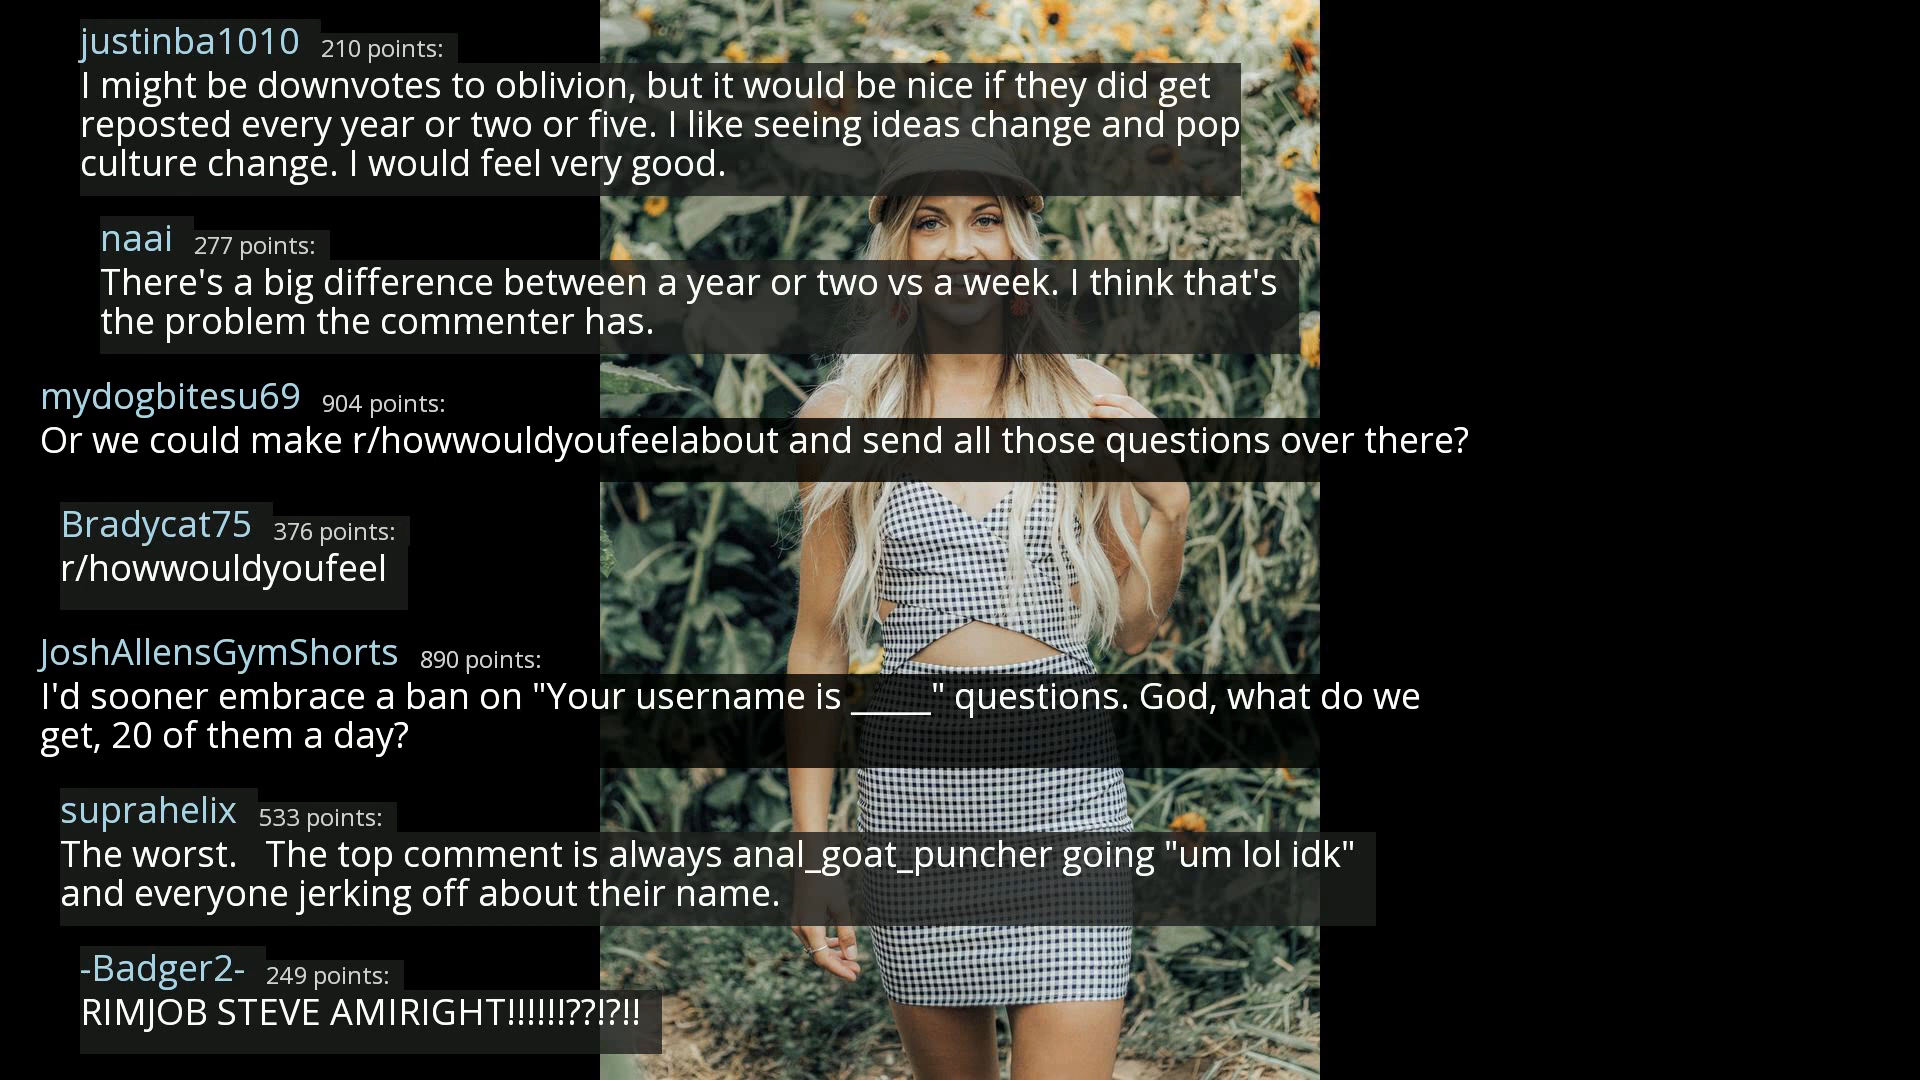 justinba1010 210 points:
I might be downvotes to oblivion, but it would be nice if they did get
reposted every year or two or five. I like seeing ideas change and pop
culture change. I would feel very good.
naai 277 points:
There's a big difference between a year or two vs a week. I think that's
the problem the commenter has.
mydogbitesu69 904 points:
Or we could make r/howwouldyoufeelabout and send all those questions over there?
Bradycat75 376 points:
r/howwouldyoufeel
JoshAllensGymShorts 890 points:
I'd sooner embrace a ban on "Your username is _____" questions. God, what do we
get, 20 of them a day?
suprahelix 533 points:
The worst.   The top comment is always anal_goat_puncher going "um lol idk"
and everyone jerking off about their name.
-Badger2- 249 points:
RIMJOB STEVE AMIRIGHT!!!!!!??!?!!